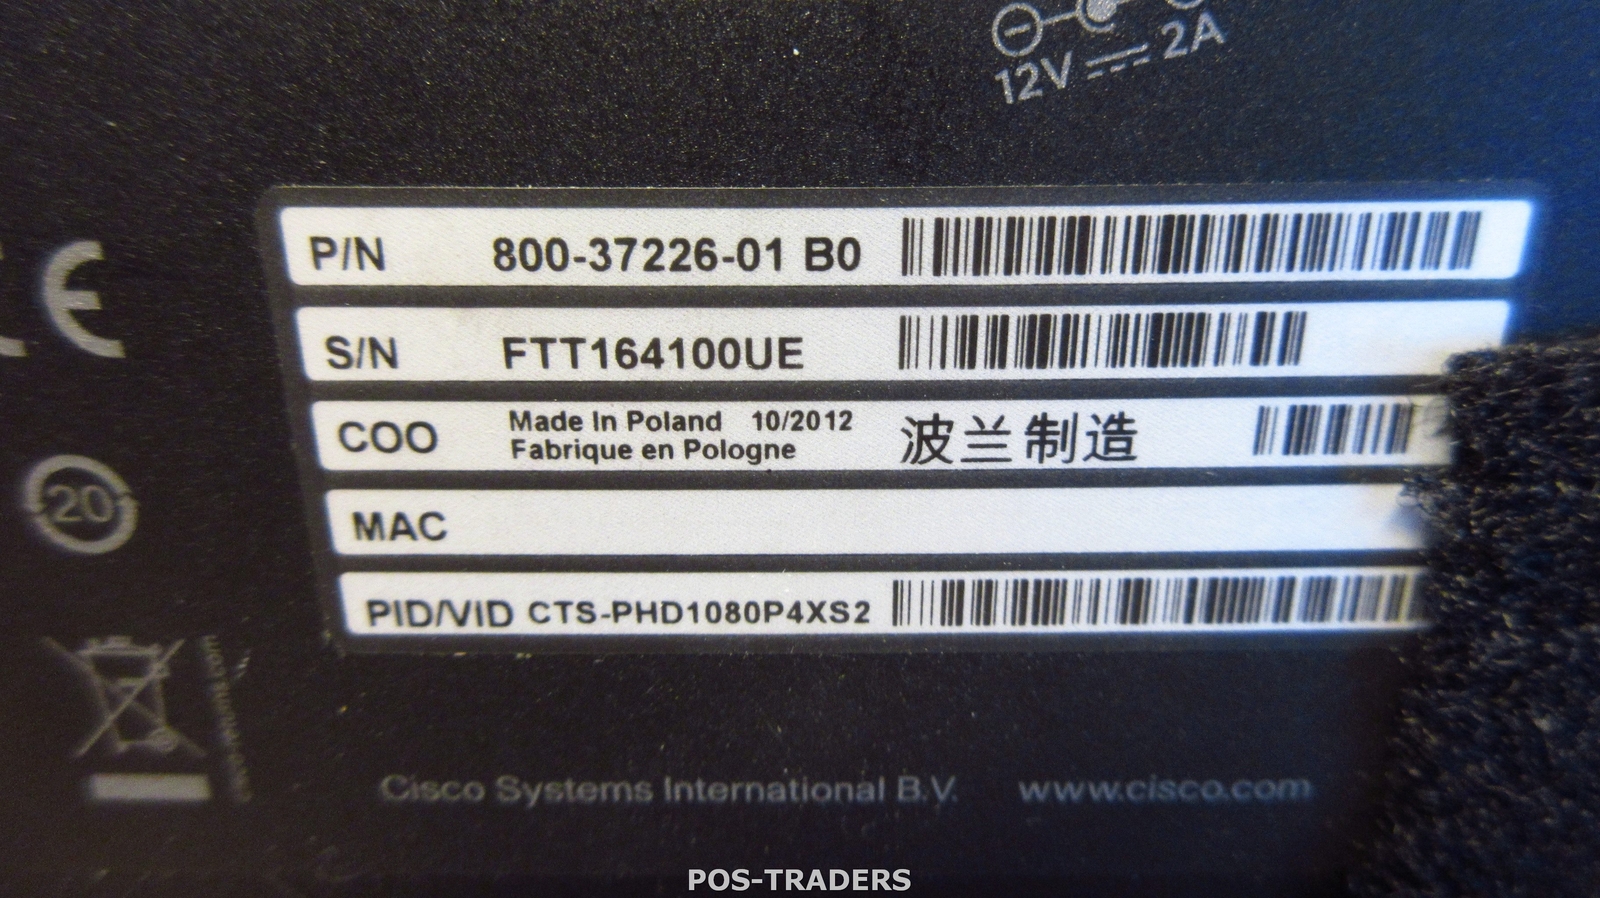 12V 2A
P/N 800-37226-01 B0
S/N FTT164100UE
COO Made In Poland 10/2012 波兰制造
Fabrique en Pologne
20
MAC
PID/VID CTS-PHD1080P4XS2
Cisco Systems International B.V. www.cisco.com
POS-TRADERS